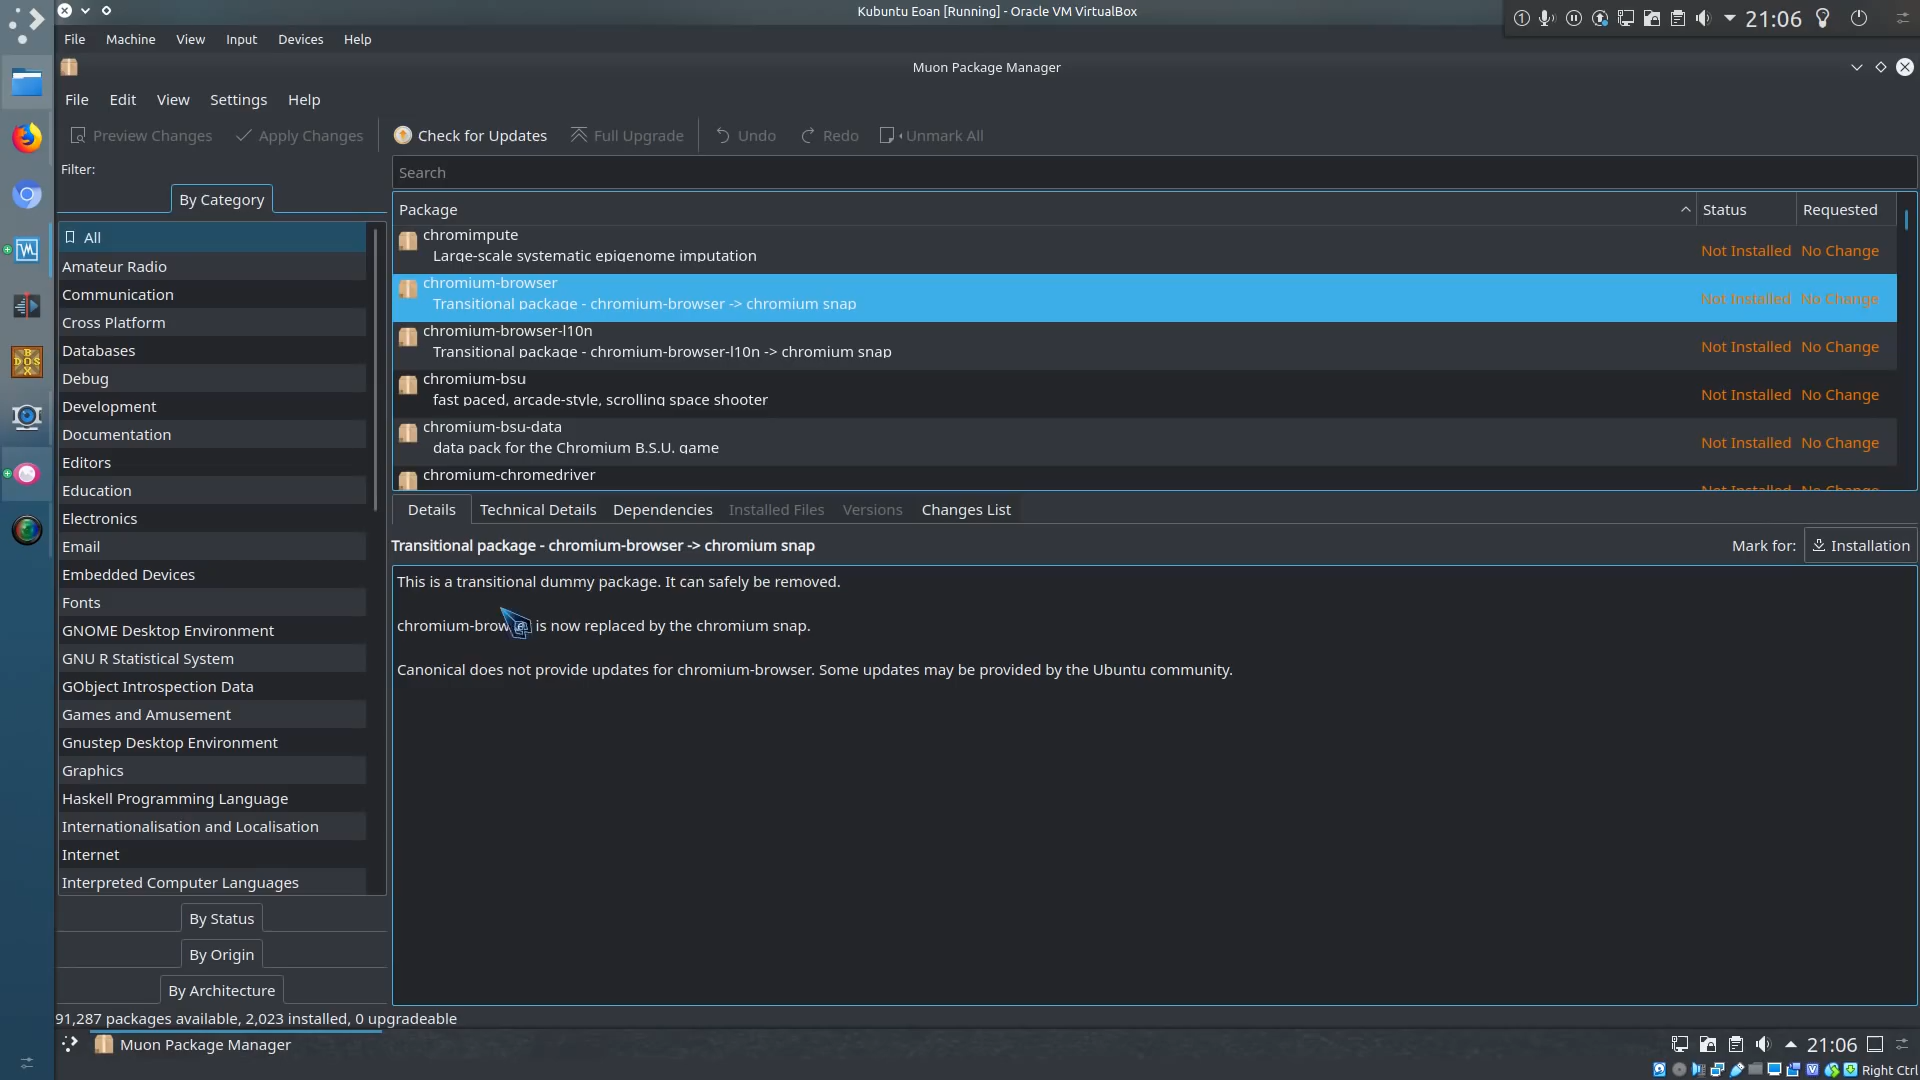 Kubuntu Eoan [Running] - Oracle VM VirtualBox
21:06
File Machine View Input Devices Help
Muon Package Manager
File Edit View Settings Help
Preview Changes Apply Changes Check for Updates Full Upgrade Undo Redo Unmark All
Filter:
By Category
Search
Package Status Requested
All
Amateur Radio
Communication
Cross Platform
Databases
Debug
Development
Documentation
Editors
Education
Electronics
Email
Embedded Devices
Fonts
GNOME Desktop Environment
GNU R Statistical System
GObject Introspection Data
Games and Amusement
Gnustep Desktop Environment
Graphics
Haskell Programming Language
Internationalisation and Localisation
Internet
Interpreted Computer Languages
By Status
By Origin
By Architecture
chromimpute
Large-scale systematic epigenome imputation
Not Installed No Change
chromium-browser
Transitional package - chromium-browser -> chromium snap
Not Installed No Change
chromium-browser-l10n
Transitional package - chromium-browser-l10n -> chromium snap
Not Installed No Change
chromium-bsu
fast paced, arcade-style, scrolling space shooter
Not Installed No Change
chromium-bsu-data
data pack for the Chromium B.S.U. game
Not Installed No Change
chromium-chromedriver
Not Installed No Change
Details Technical Details Dependencies Installed Files Versions Changes List
Transitional package - chromium-browser -> chromium snap
Mark for: Installation
This is a transitional dummy package. It can safely be removed.
chromium-browser is now replaced by the chromium snap.
Canonical does not provide updates for chromium-browser. Some updates may be provided by the Ubuntu community.
91,287 packages available, 2,023 installed, 0 upgradeable
Muon Package Manager
21:06
Right Ctrl